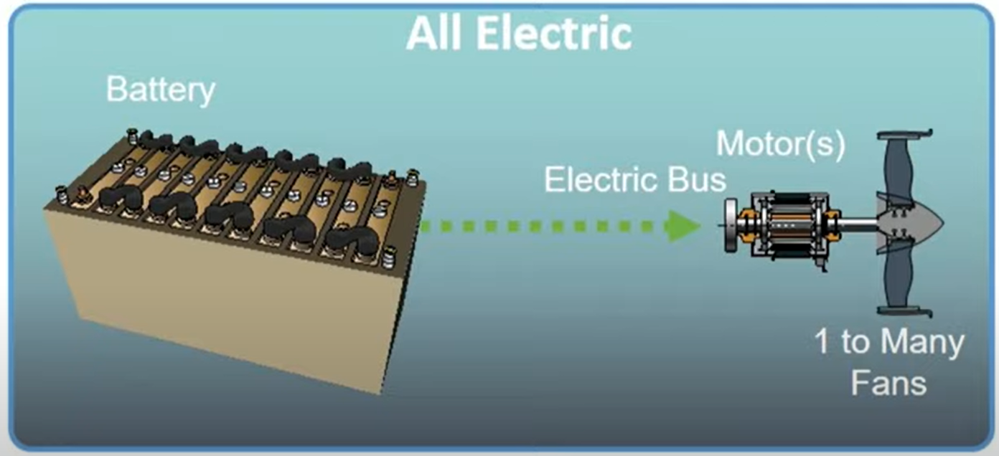 All Electric
Battery
Motor(s)
Electric Bus
1 to Many
Fans